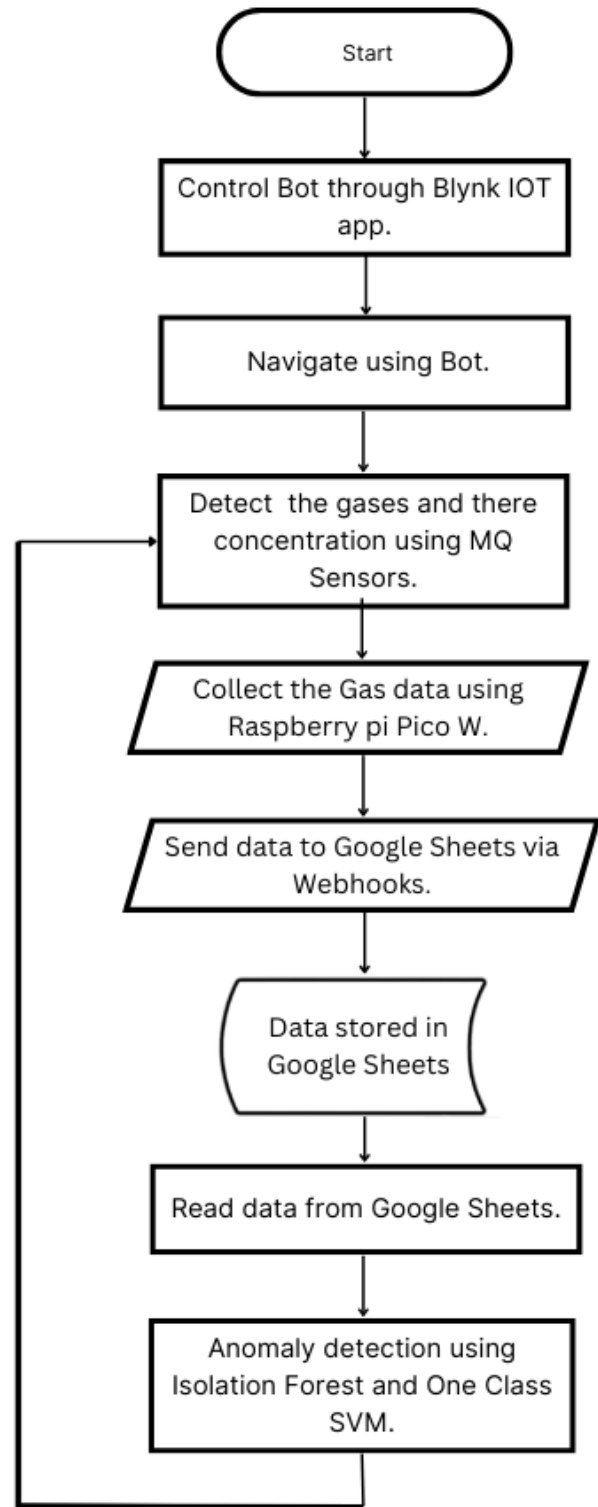 Start
Control Bot through Blynk IOT
app.
Navigate using Bot.
Detect the gases and there
concentration using MQ
Sensors.
Collect the Gas data using
Raspberry pi Pico W.
Send data to Google Sheets via
Webhooks.
Data stored in
Google Sheets
Read data from Google Sheets.
Anomaly detection using
Isolation Forest and One Class
SVM.